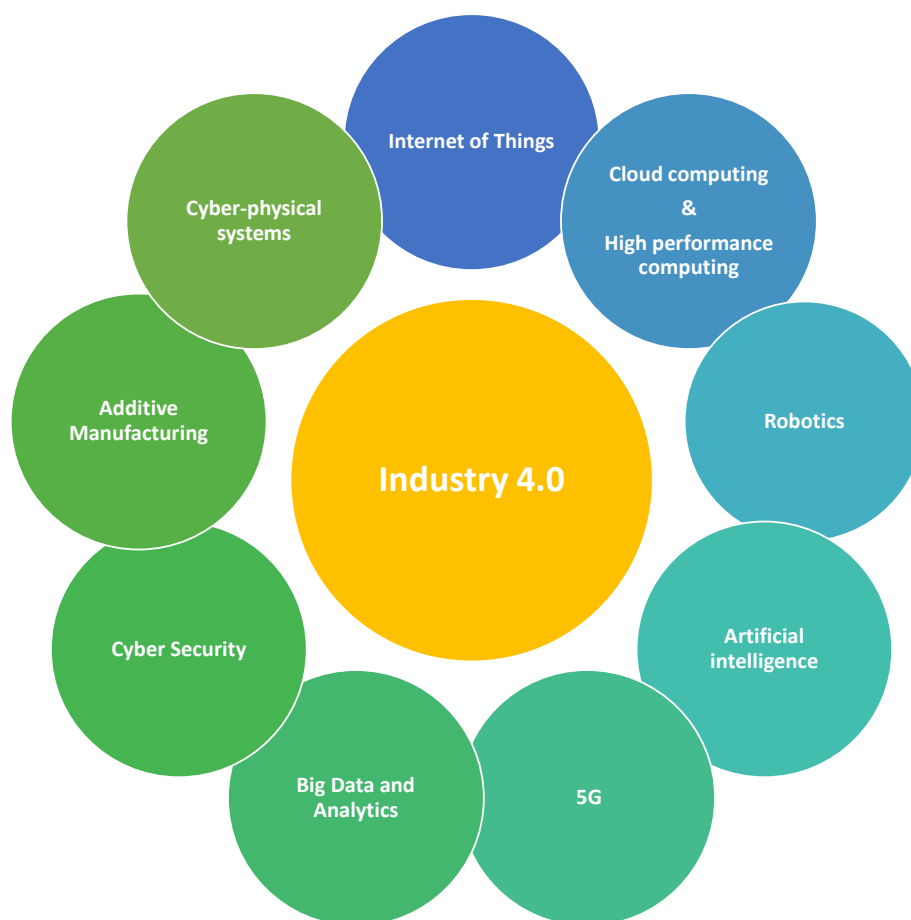 Internet of Things
Cloud computing
&
High performance
computing
Robotics
Artificial
intelligence
5G
Big Data and
Analytics
Cyber Security
Additive
Manufacturing
Cyber-physical
systems
Industry 4.0